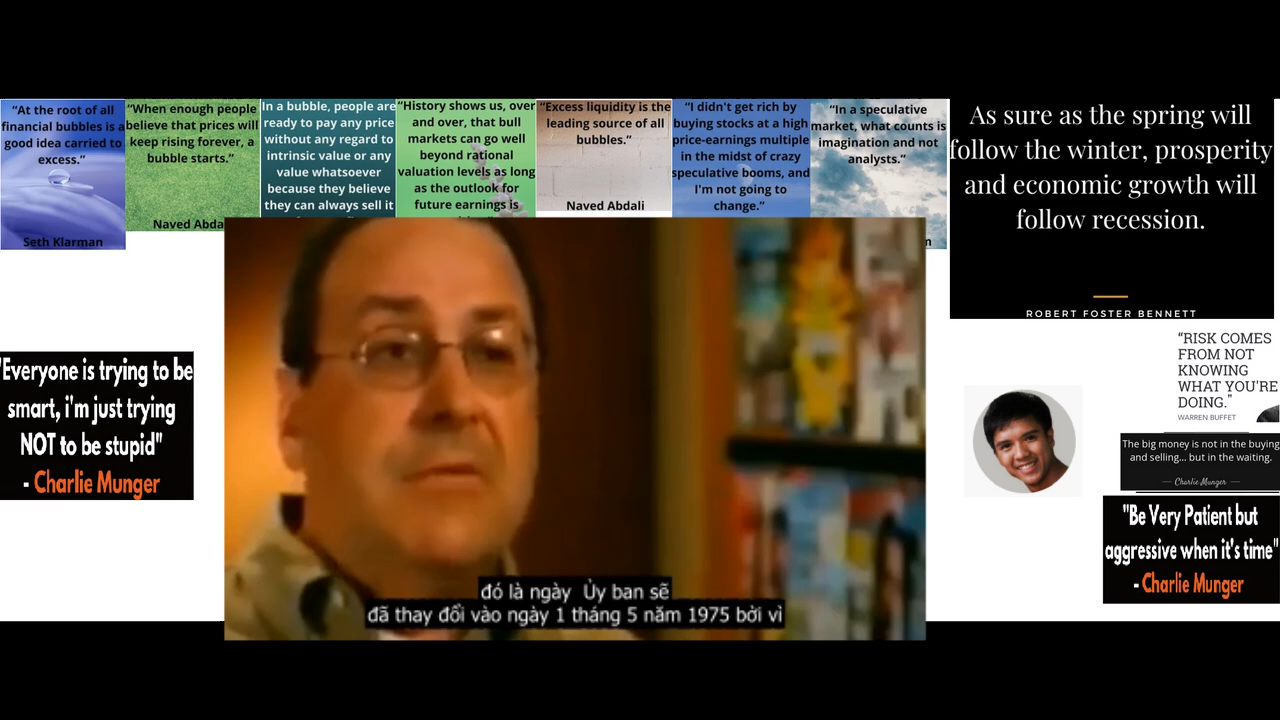 “At the root of all
financial bubbles is a
good idea carried to
excess.”
Seth Klarman
“When enough people
believe that prices will
keep rising forever, a
bubble starts.”
Naved Abda
In a bubble, people are
ready to pay any price
without any regard to
intrinsic value or any
value whatsoever
because they believe
they can always sell it
“History shows us, over
and over, that bull
markets can go well
beyond rational
valuation levels as long
as the outlook for
future earnings is
“Excess liquidity is the
leading source of all
bubbles.”
Naved Abdali
“I didn't get rich by
buying stocks at a high
price-earnings multiple
in the midst of crazy
speculative booms, and
I'm not going to
change.”
“In a speculative
market, what counts is
imagination and not
analysts.”
As sure as the spring will
follow the winter, prosperity
and economic growth will
follow recession.
ROBERT FOSTER BENNETT
"Everyone is trying to be
smart, i'm just trying
NOT to be stupid"
- Charlie Munger
đó là ngày Ủy ban sẽ
đã thay đổi vào ngày 1 tháng 5 năm 1975 bởi vì
“RISK COMES
FROM NOT
KNOWING
WHAT YOU'RE
DOING.”
WARREN BUFFET
The big money is not in the buying
and selling... but in the waiting.
— Charlie Munger —
"Be Very Patient but
aggressive when it's time"
- Charlie Munger